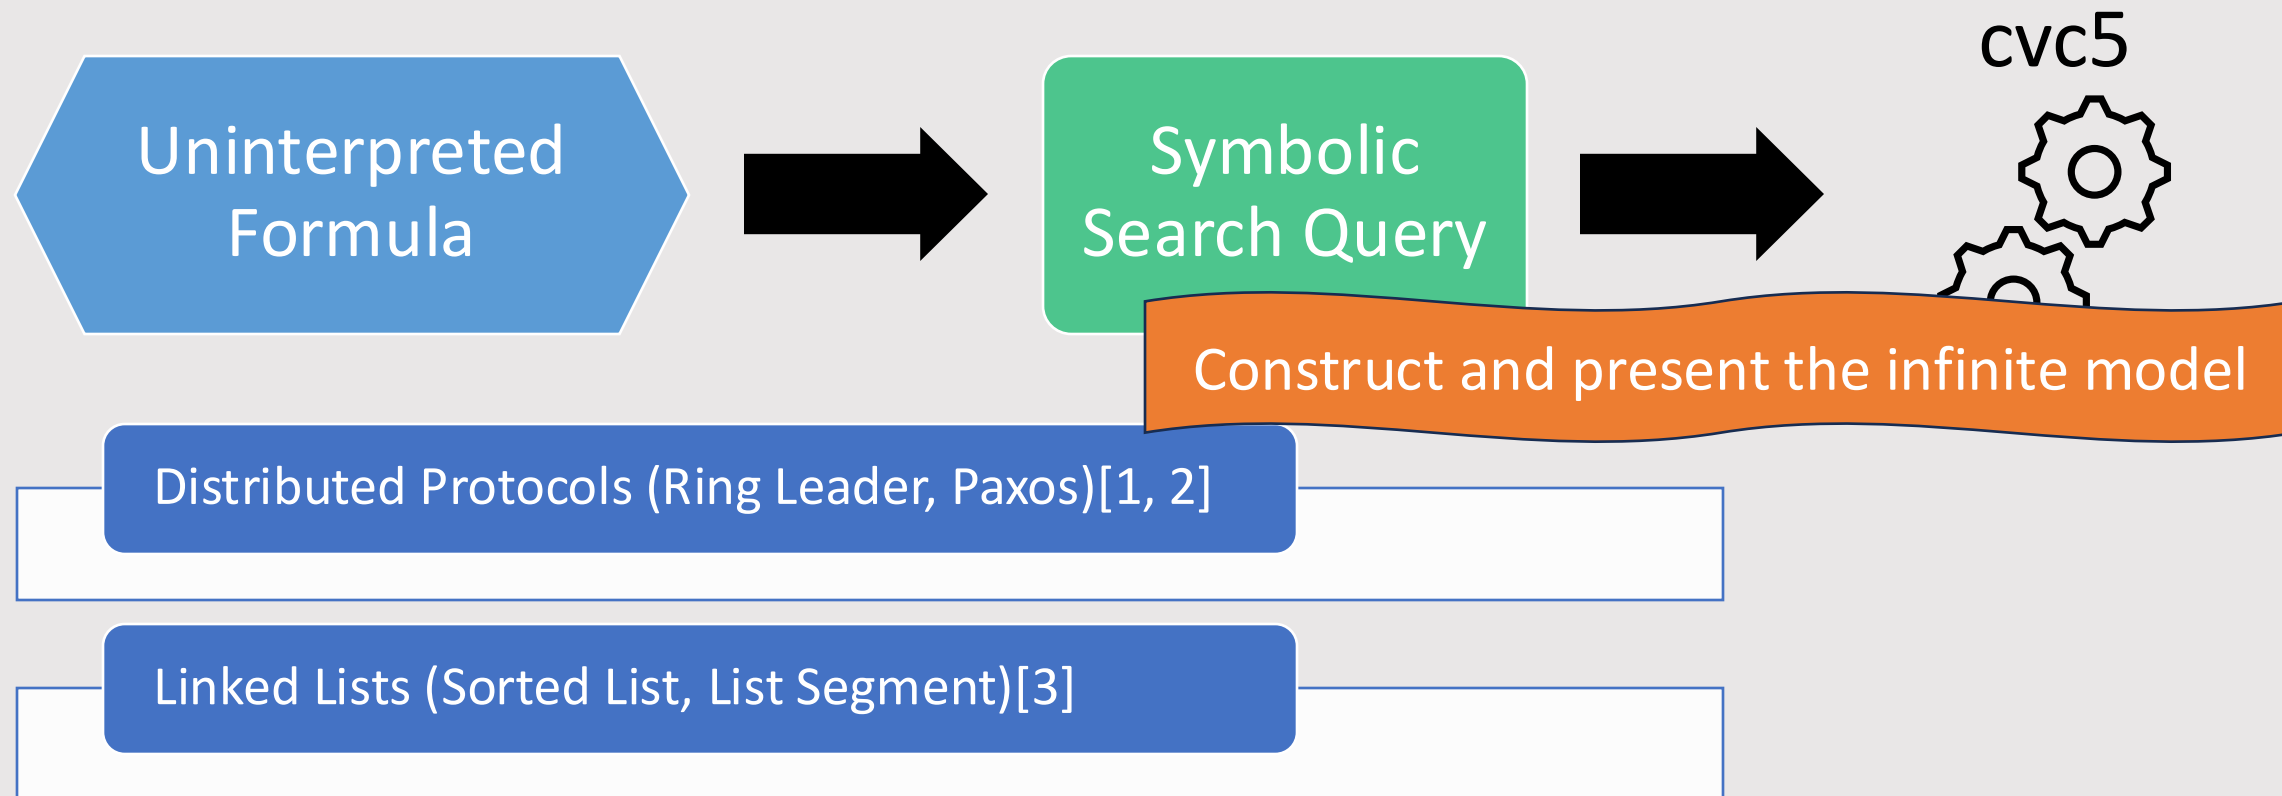 cvc5
Uninterpreted
Formula
Symbolic
Search Query
Construct and present the infinite model
Distributed Protocols (Ring Leader, Paxos)[1, 2]
Linked Lists (Sorted List, List Segment)[3]